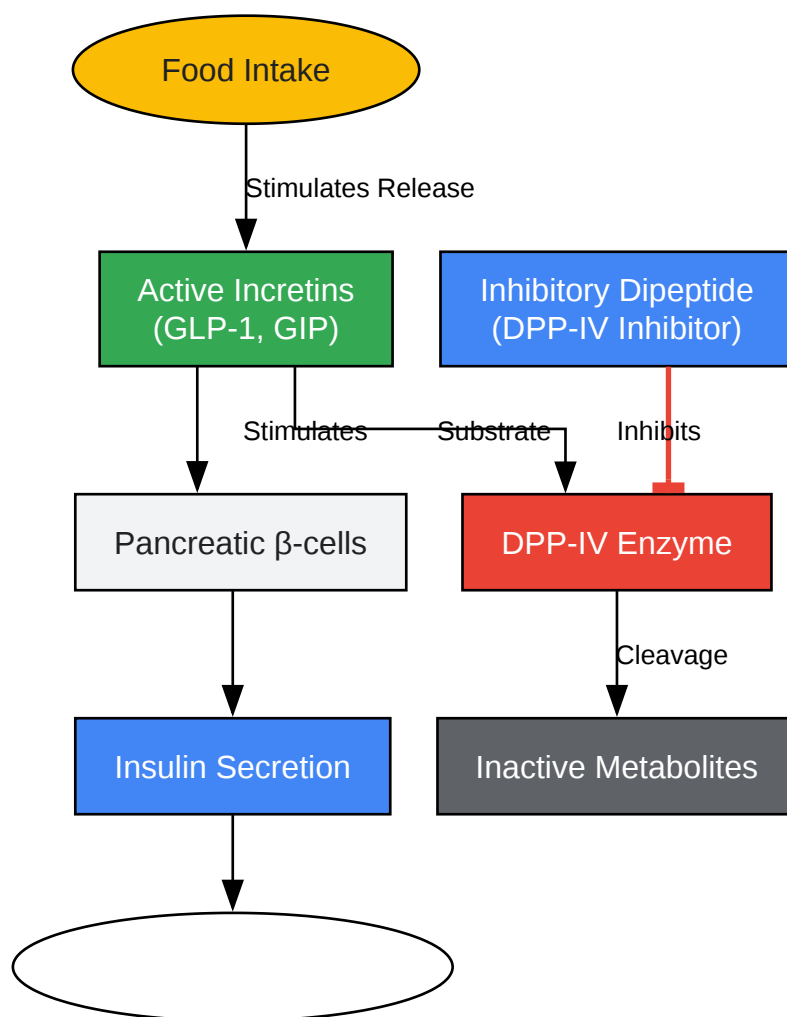 Food Intake
Stimulates Release
Active Incretins
(GLP-1, GIP)
Inhibitory Dipeptide
(DPP-IV Inhibitor)
Stimulates
Substrate
Inhibits
Pancreatic β-cells
DPP-IV Enzyme
Cleavage
Insulin Secretion
Inactive Metabolites